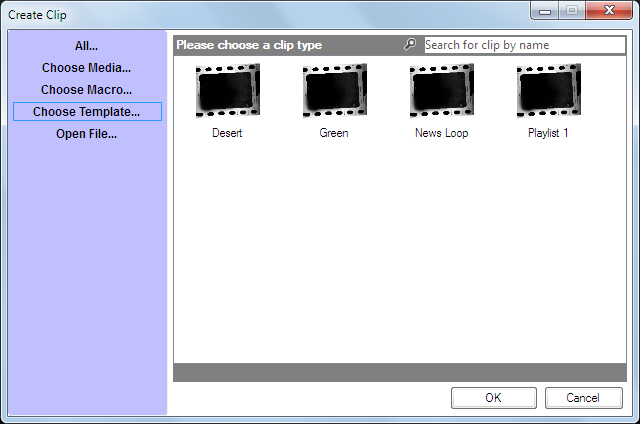 Create Clip
All...
Choose Media...
Choose Macro...
Choose Template...
Open File...
Please choose a clip type
Search for clip by name
Desert
Green
News Loop
Playlist 1
OK
Cancel